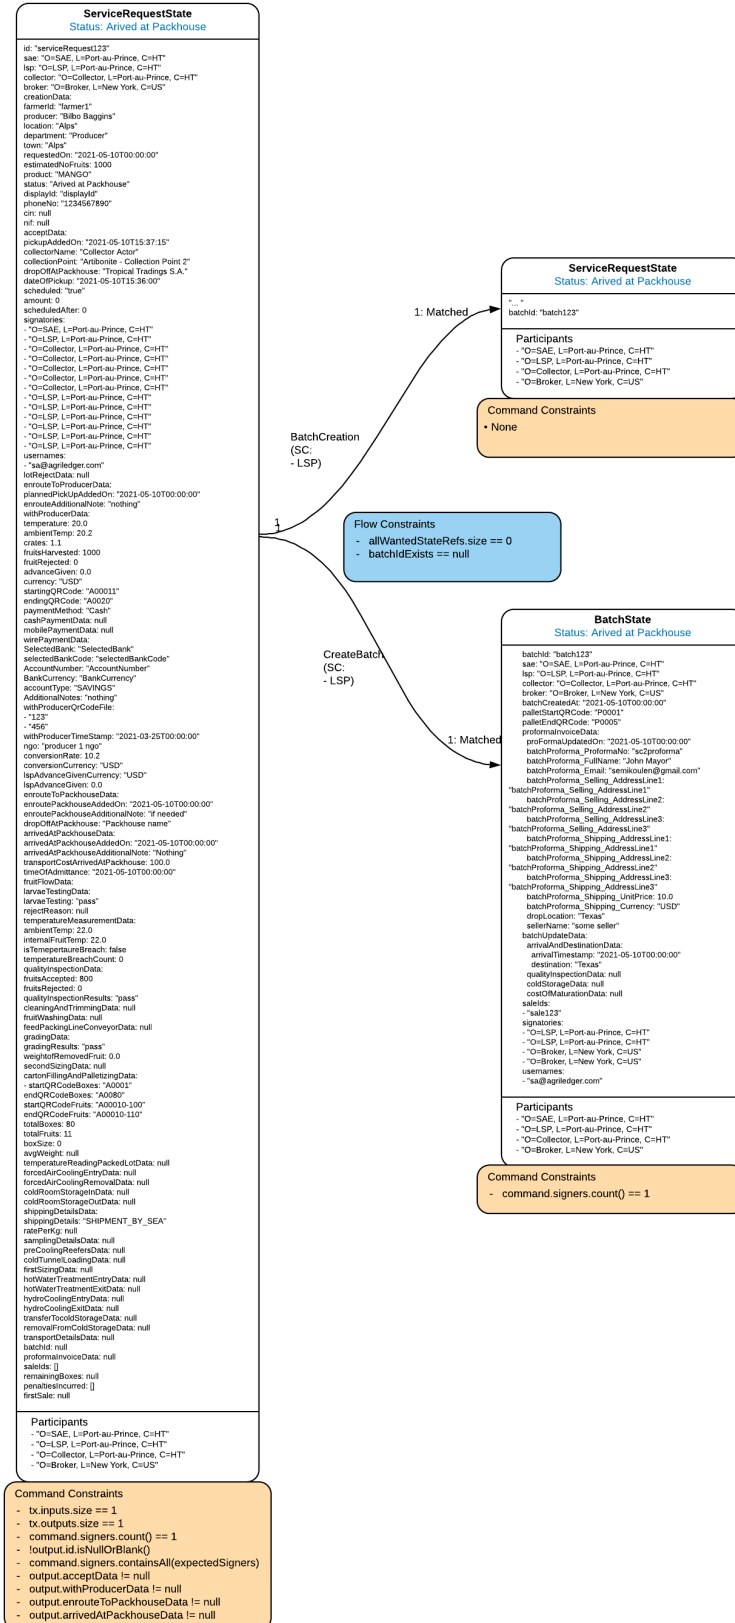 ServiceRequestState
Status: Arived at Packhouse
id: "serviceRequest123"
sae: "O=SAE, L=Port-au-Prince, C=HT"
lsp: "O=LSP, L=Port-au-Prince, C=HT"
collector: "O=Collector, L=Port-au-Prince, C=HT"
broker: "O=Broker, L=New York, C=US"
creationData:
farmerId: "farmer1"
producer: "Bilbo Baggins"
location: "Alps"
department: "Producer"
town: "Alps"
requestedOn: "2021-05-10T00:00:00"
estimatedNoFruits: 1000
product: "MANGO"
status: "Arived at Packhouse"
displayId: "displayId"
phoneNo: "1234567890"
cin: null
nif: null
acceptData:
pickupAddedOn: "2021-05-10T15:37:15"
collectorName: "Collector Actor"
collectionPoint: "Artibonite - Collection Point 2"
dropOffAtPackhouse: "Tropical Tradings S.A."
dateOfPickup: "2021-05-10T15:36:00"
scheduled: "true"
amount: 0
scheduledAfter: 0
signatories:
- "O=SAE, L=Port-au-Prince, C=HT"
- "O=LSP, L=Port-au-Prince, C=HT"
- "O=Collector, L=Port-au-Prince, C=HT"
- "O=Collector, L=Port-au-Prince, C=HT"
- "O=Collector, L=Port-au-Prince, C=HT"
- "O=Collector, L=Port-au-Prince, C=HT"
- "O=Collector, L=Port-au-Prince, C=HT"
- "O=LSP, L=Port-au-Prince, C=HT"
- "O=LSP, L=Port-au-Prince, C=HT"
- "O=LSP, L=Port-au-Prince, C=HT"
- "O=LSP, L=Port-au-Prince, C=HT"
- "O=LSP, L=Port-au-Prince, C=HT"
- "O=LSP, L=Port-au-Prince, C=HT"
usernames:
- "sa@agriledger.com"
lotRejectData: null
enrouteToProducerData:
plannedPickUpAddedOn: "2021-05-10T00:00:00"
enrouteAdditionalNote: "nothing"
withProducerData:
temperature: 20.0
ambientTemp: 20.2
crates: 1.1
fruitsHarvested: 1000
fruitRejected: 0
advanceGiven: 0.0
currency: "USD"
startingQRCode: "A00011"
endingQRCode: "A0020"
paymentMethod: "Cash"
cashPaymentData: null
mobilePaymentData: null
wirePaymentData:
SelectedBank: "SelectedBank"
selectedBankCode: "selectedBankCode"
AccountNumber: "AccountNumber"
BankCurrency: "BankCurrency"
accountType: "SAVINGS"
AdditionalNotes: "nothing"
withProducerQrCodeFile:
- "123"
- "456"
withProducerTimeStamp: "2021-03-25T00:00:00"
ngo: "producer 1 ngo"
conversionRate: 10.2
conversionCurrency: "USD"
lspAdvanceGivenCurrency: "USD"
lspAdvanceGiven: 0.0
enrouteToPackhouseData:
enroutePackhouseAddedOn: "2021-05-10T00:00:00"
enroutePackhouseAdditionalNote: "if needed"
dropOffAtPackhouse: "Packhouse name"
arrivedAtPackhouseData:
arrivedAtPackhouseAddedOn: "2021-05-10T00:00:00"
arrivedAtPackhouseAdditionalNote: "Nothing"
transportCostArrivedAtPackhouse: 100.0
timeOfAdmittance: "2021-05-10T00:00:00"
fruitFlowData:
larvaeTestingData:
larvaeTesting: "pass"
rejectReason: null
temperatureMeasurementData:
ambientTemp: 22.0
internalFruitTemp: 22.0
isTemepertaureBreach: false
temperatureBreachCount: 0
qualityInspectionData:
fruitsAccepted: 800
fruitsRejected: 0
qualityInspectionResults: "pass"
cleaningAndTrimmingData: null
fruitWashingData: null
feedPackingLineConveyorData: null
gradingData:
gradingResults: "pass"
weightofRemovedFruit: 0.0
secondSizingData: null
cartonFillingAndPalletizingData:
- startQRCodeBoxes: "A0001"
endQRCodeBoxes: "A0080"
startQRCodeFruits: "A00010-100"
endQRCodeFruits: "A00010-110"
totalBoxes: 80
totalFruits: 11
boxSize: 0
avgWeight: null
temperatureReadingPackedLotData: null
forcedAirCoolingEntryData: null
forcedAirCoolingRemovalData: null
coldRoomStorageInData: null
coldRoomStorageOutData: null
shippingDetailsData:
shippingDetails: "SHIPMENT_BY_SEA"
ratePerKg: null
samplingDetailsData: null
preCoolingReefersData: null
coldTunnelLoadingData: null
firstSizingData: null
hotWaterTreatmentEntryData: null
hotWaterTreatmentExitData: null
hydroCoolingEntryData: null
hydroCoolingExitData: null
transferTocoldStorageData: null
removalFromColdStorageData: null
transportDetailsData: null
batchId: null
proformaInvoiceData: null
saleIds: []
remainingBoxes: null
penaltiesIncurred: []
firstSale: null
Participants
- "O=SAE, L=Port-au-Prince, C=HT"
- "O=LSP, L=Port-au-Prince, C=HT"
- "O=Collector, L=Port-au-Prince, C=HT"
- "O=Broker, L=New York, C=US"
Command Constraints
- tx.inputs.size == 1
- tx.outputs.size == 1
- command.signers.count() == 1
- !output.id.isNullOrBlank()
- command.signers.containsAll(expectedSigners)
- output.acceptData != null
- output.withProducerData != null
- output.enrouteToPackhouseData != null
- output.arrivedAtPackhouseData != null
1
1
BatchCreation
(SC:
- LSP)
1: Matched
Flow Constraints
- allWantedStateRefs.size == 0
- batchIdExists == null
CreateBatch
(SC:
- LSP)
1: Matched
ServiceRequestState
Status: Arived at Packhouse
"... "
batchId: "batch123"
Participants
- "O=SAE, L=Port-au-Prince, C=HT"
- "O=LSP, L=Port-au-Prince, C=HT"
- "O=Collector, L=Port-au-Prince, C=HT"
- "O=Broker, L=New York, C=US"
Command Constraints
• None
BatchState
Status: Arived at Packhouse
batchId: "batch123"
sae: "O=SAE, L=Port-au-Prince, C=HT"
lsp: "O=LSP, L=Port-au-Prince, C=HT"
collector: "O=Collector, L=Port-au-Prince, C=HT"
broker: "O=Broker, L=New York, C=US"
batchCreatedAt: "2021-05-10T00:00:00"
palletStartQRCode: "P0001"
palletEndQRCode: "P0005"
proformaInvoiceData:
proFormaUpdatedOn: "2021-05-10T00:00:00"
batchProforma_ProformaNo: "sc2proforma"
batchProforma_FullName: "John Mayor"
batchProforma_Email: "semikoulen@gmail.com"
batchProforma_Selling_AddressLine1:
"batchProforma_Selling_AddressLine1"
batchProforma_Selling_AddressLine2:
"batchProforma_Selling_AddressLine2"
batchProforma_Selling_AddressLine3:
"batchProforma_Selling_AddressLine3"
batchProforma_Shipping_AddressLine1:
"batchProforma_Shipping_AddressLine1"
batchProforma_Shipping_AddressLine2:
"batchProforma_Shipping_AddressLine2"
batchProforma_Shipping_AddressLine3:
"batchProforma_Shipping_AddressLine3"
batchProforma_Shipping_UnitPrice: 10.0
batchProforma_Shipping_Currency: "USD"
dropLocation: "Texas"
sellerName: "some seller"
batchUpdateData:
arrivalAndDestinationData:
arrivalTimestamp: "2021-05-10T00:00:00"
destination: "Texas"
qualityInspectionData: null
coldStorageData: null
costOfMaturationData: null
saleIds:
- "sale123"
signatories:
- "O=LSP, L=Port-au-Prince, C=HT"
- "O=LSP, L=Port-au-Prince, C=HT"
- "O=Broker, L=New York, C=US"
- "O=Broker, L=New York, C=US"
usernames:
- "sa@agriledger.com"
Participants
- "O=SAE, L=Port-au-Prince, C=HT"
- "O=LSP, L=Port-au-Prince, C=HT"
- "O=Collector, L=Port-au-Prince, C=HT"
- "O=Broker, L=New York, C=US"
Command Constraints
- command.signers.count() == 1